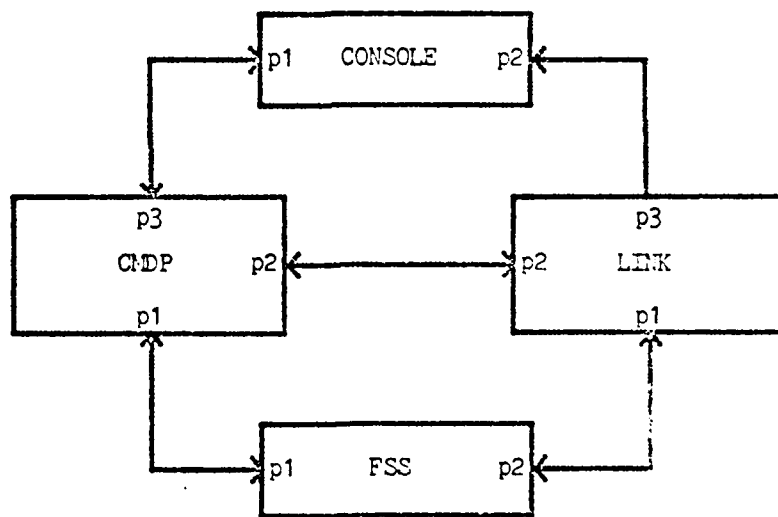 p1 CONSOLE p2
p3
CMDP p2
p1
p3
p2 LINK
p1
p1 FSS p2